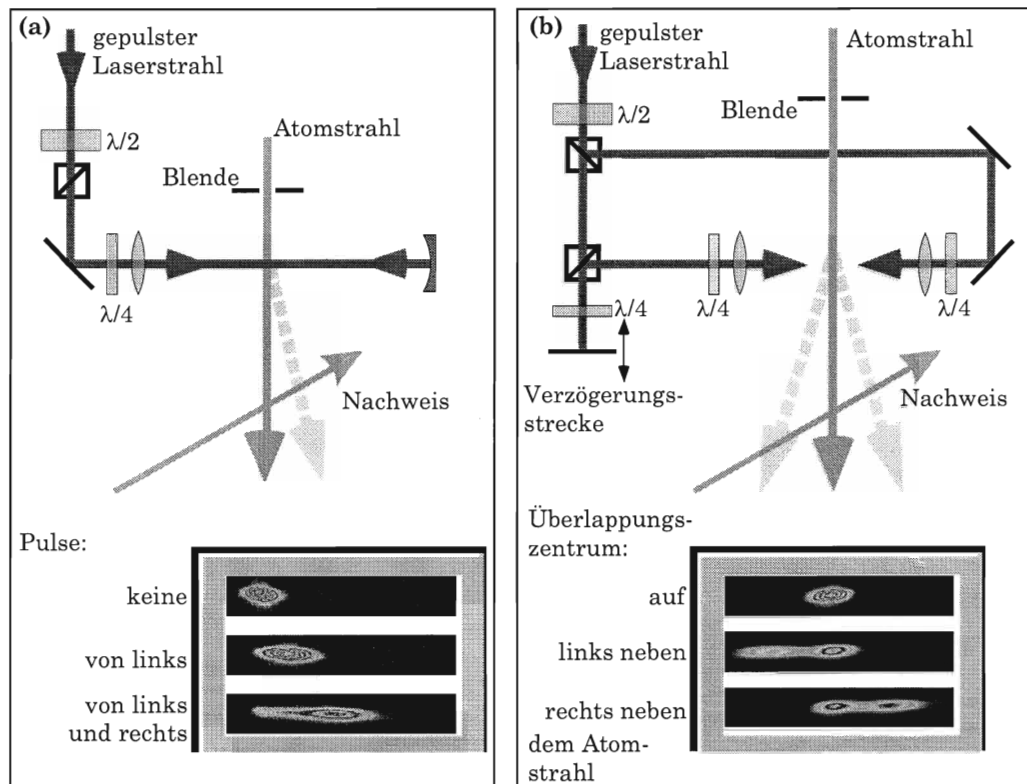 (a)
gepulster
Laserstrahl
λ/2
Atomstrahl
Blende
λ/4
Nachweis
Pulse:
keine
von links
von links
und rechts
(b)
gepulster
Laserstrahl
Atomstrahl
Blende
λ/2
λ/4
λ/4
λ/4
Verzögerungs-
strecke
Nachweis
Überlappungs-
zentrum:
auf
links neben
rechts neben
dem Atom-
strahl